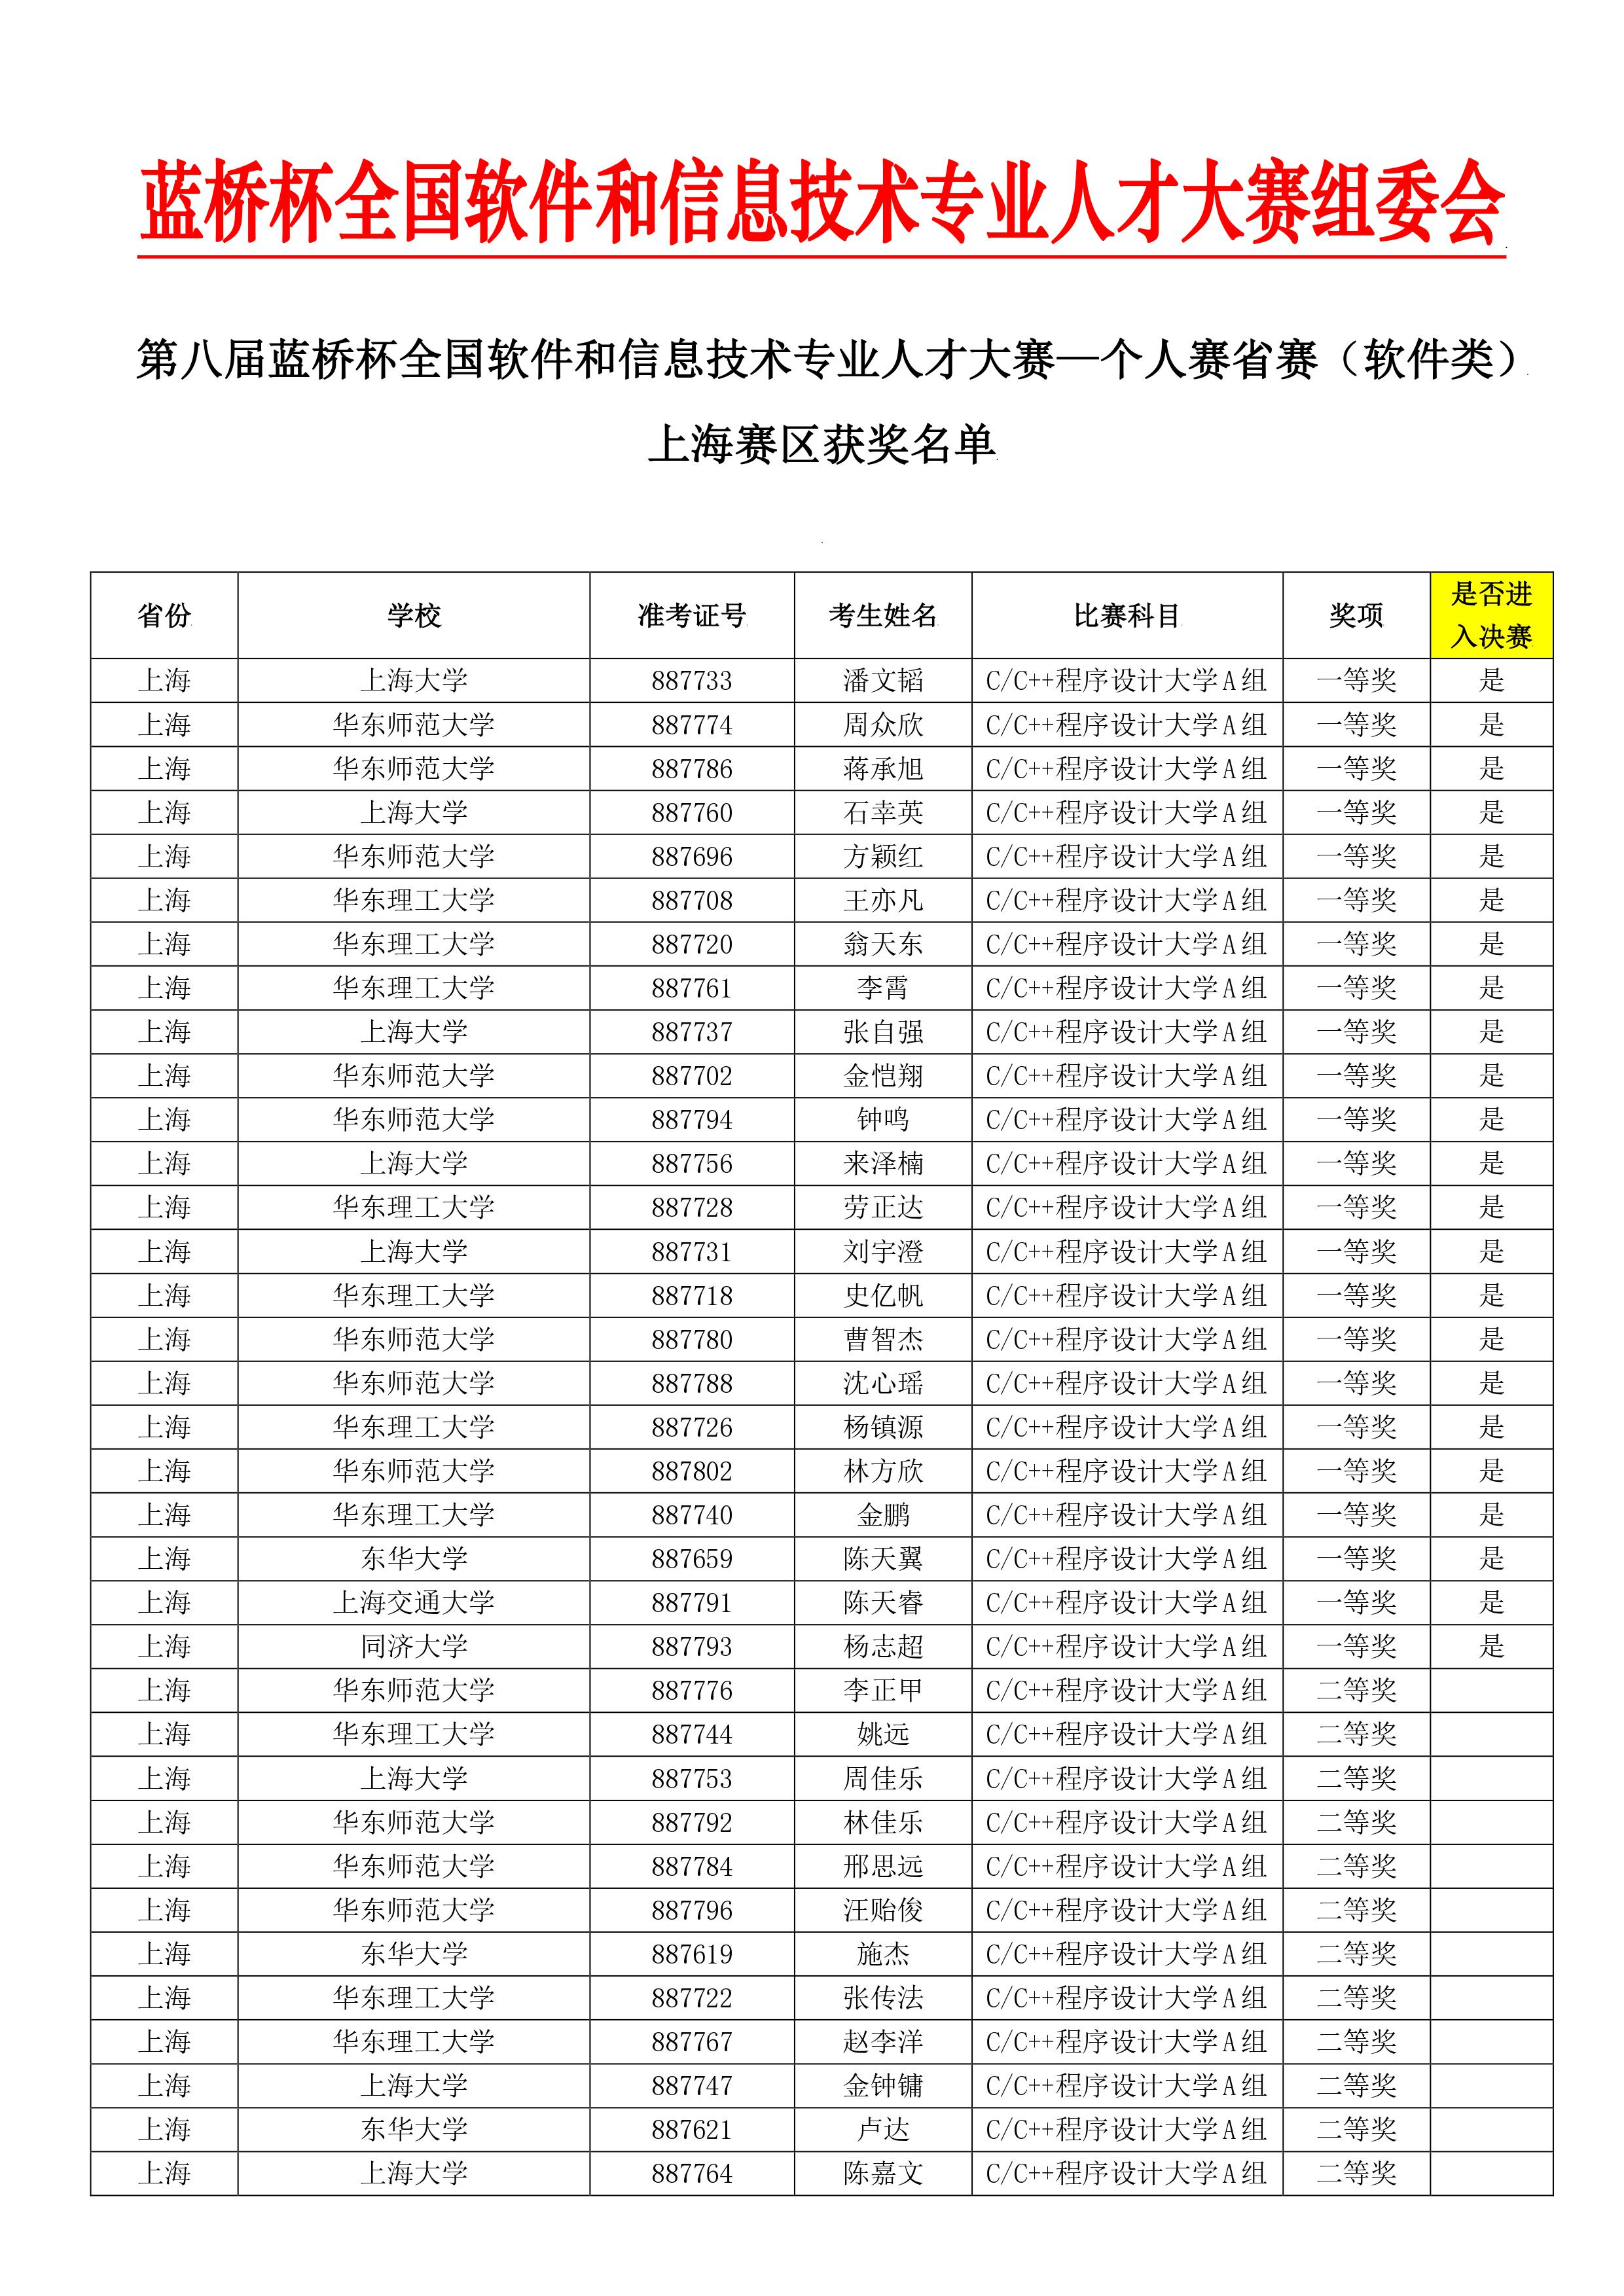 蓝桥杯全国软件和信息技术专业人才大赛组委会
第八届蓝桥杯全国软件和信息技术专业人才大赛—个人赛省赛（软件类）
上海赛区获奖名单
省份 学校 准考证号 考生姓名 比赛科目 奖项 是否进入决赛
上海 上海大学 887733 潘文韬 C/C++程序设计大学A组 一等奖 是
上海 华东师范大学 887774 周众欣 C/C++程序设计大学A组 一等奖 是
上海 华东师范大学 887786 蒋承旭 C/C++程序设计大学A组 一等奖 是
上海 上海大学 887760 石幸英 C/C++程序设计大学A组 一等奖 是
上海 华东师范大学 887696 方颖红 C/C++程序设计大学A组 一等奖 是
上海 华东理工大学 887708 王亦凡 C/C++程序设计大学A组 一等奖 是
上海 华东理工大学 887720 翁天东 C/C++程序设计大学A组 一等奖 是
上海 华东理工大学 887761 李霄 C/C++程序设计大学A组 一等奖 是
上海 上海大学 887737 张自强 C/C++程序设计大学A组 一等奖 是
上海 华东师范大学 887702 金恺翔 C/C++程序设计大学A组 一等奖 是
上海 华东师范大学 887794 钟鸣 C/C++程序设计大学A组 一等奖 是
上海 上海大学 887756 来泽楠 C/C++程序设计大学A组 一等奖 是
上海 华东理工大学 887728 劳正达 C/C++程序设计大学A组 一等奖 是
上海 上海大学 887731 刘宇澄 C/C++程序设计大学A组 一等奖 是
上海 华东理工大学 887718 史亿帆 C/C++程序设计大学A组 一等奖 是
上海 华东师范大学 887780 曹智杰 C/C++程序设计大学A组 一等奖 是
上海 华东师范大学 887788 沈心瑶 C/C++程序设计大学A组 一等奖 是
上海 华东理工大学 887726 杨镇源 C/C++程序设计大学A组 一等奖 是
上海 华东师范大学 887802 林方欣 C/C++程序设计大学A组 一等奖 是
上海 华东理工大学 887740 金鹏 C/C++程序设计大学A组 一等奖 是
上海 东华大学 887659 陈天翼 C/C++程序设计大学A组 一等奖 是
上海 上海交通大学 887791 陈天睿 C/C++程序设计大学A组 一等奖 是
上海 同济大学 887793 杨志超 C/C++程序设计大学A组 一等奖 是
上海 华东师范大学 887776 李正甲 C/C++程序设计大学A组 二等奖
上海 华东理工大学 887744 姚远 C/C++程序设计大学A组 二等奖
上海 上海大学 887753 周佳乐 C/C++程序设计大学A组 二等奖
上海 华东师范大学 887792 林佳乐 C/C++程序设计大学A组 二等奖
上海 华东师范大学 887784 邢思远 C/C++程序设计大学A组 二等奖
上海 华东师范大学 887796 汪贻俊 C/C++程序设计大学A组 二等奖
上海 东华大学 887619 施杰 C/C++程序设计大学A组 二等奖
上海 华东理工大学 887722 张传法 C/C++程序设计大学A组 二等奖
上海 华东理工大学 887767 赵李洋 C/C++程序设计大学A组 二等奖
上海 上海大学 887747 金钟镛 C/C++程序设计大学A组 二等奖
上海 东华大学 887621 卢达 C/C++程序设计大学A组 二等奖
上海 上海大学 887764 陈嘉文 C/C++程序设计大学A组 二等奖